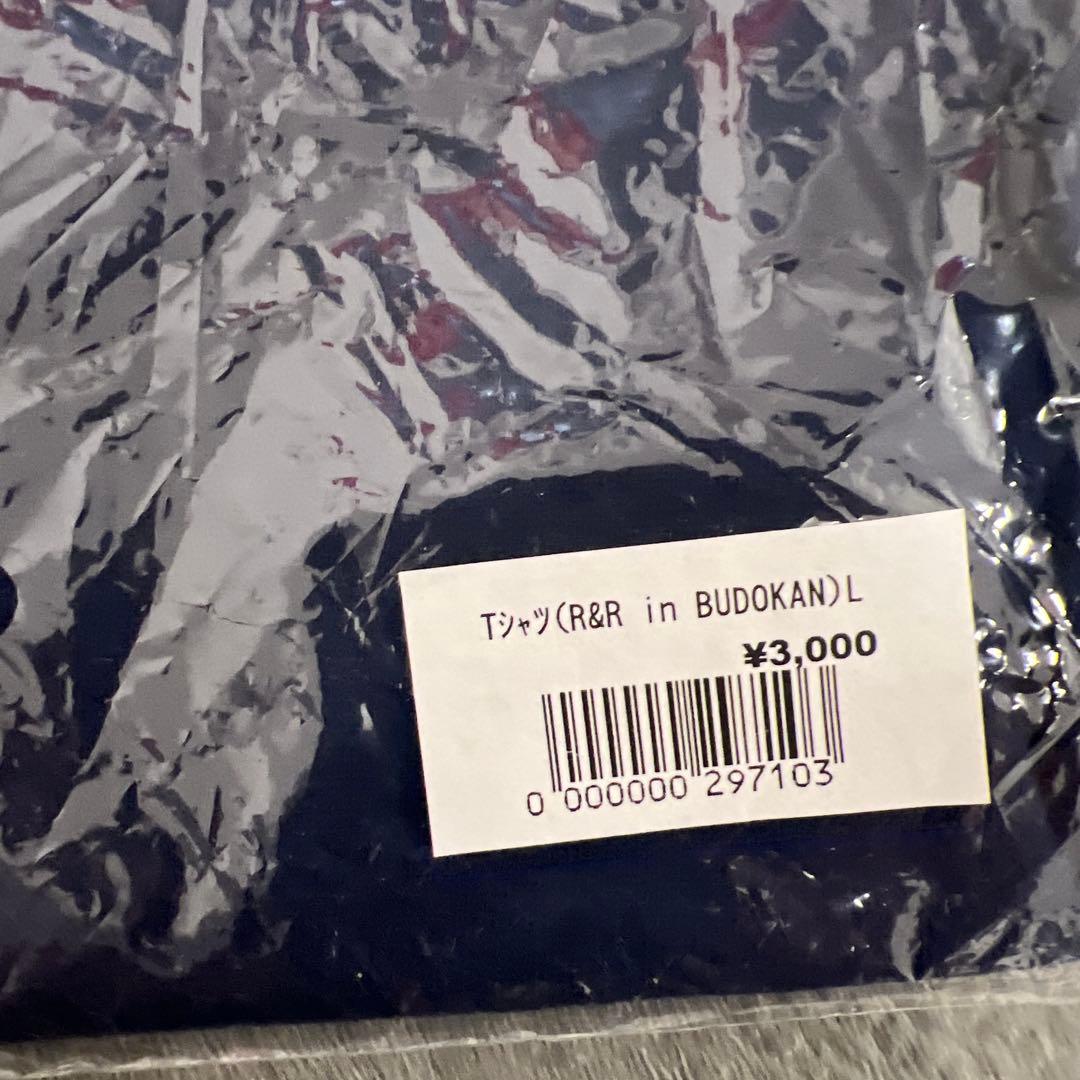 Tｼｬﾂ(R&R in BUDOKAN)L
¥3,000
0 000000 297103